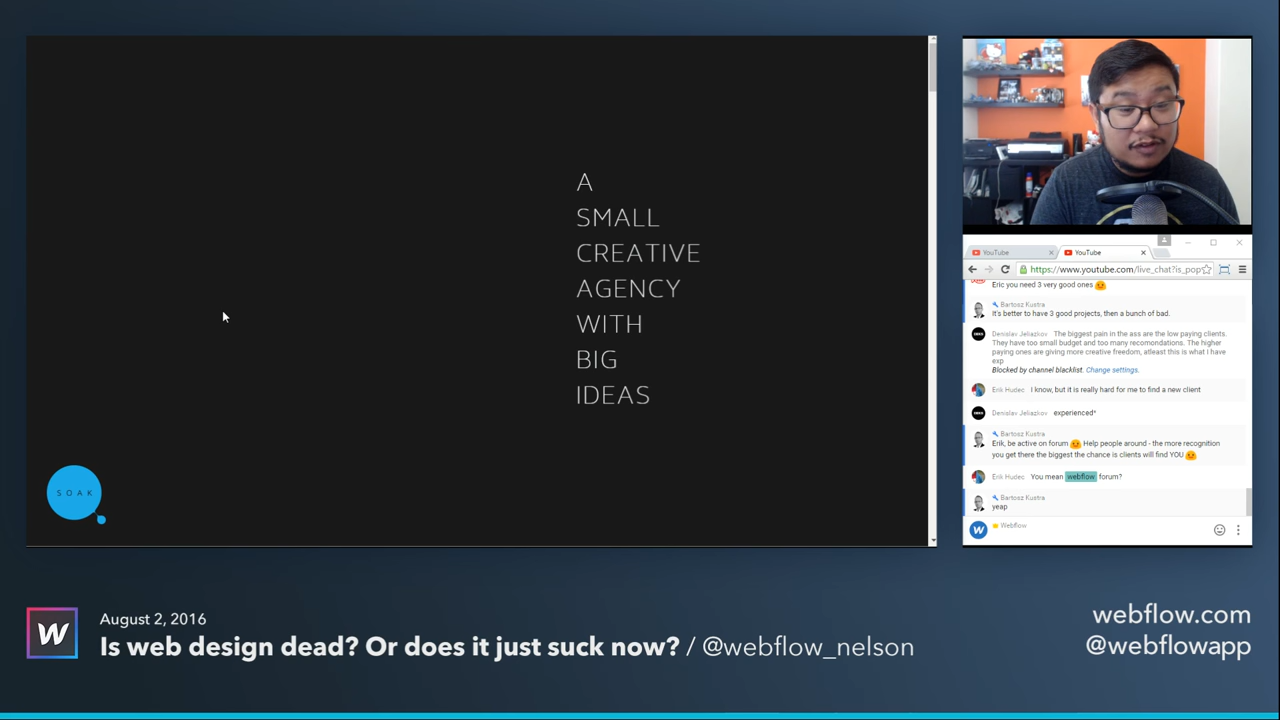 A
SMALL
CREATIVE
AGENCY
WITH
BIG
IDEAS
SOAK
YouTube
YouTube
https://www.youtube.com/live_chat?is_pop
Eric you need 3 very good ones
Bartosz Kustra
It's better to have 3 good projects, then a bunch of bad.
Denislav Jeliazkov The biggest pain in the ass are the low paying clients.
They have too small budget and too many recomondations. The higher
paying ones are giving more creative freedom, atleast this is what I have
exp
Blocked by channel blacklist. Change settings.
Erik Hudec I know, but it is really hard for me to find a new client
Denislav Jeliazkov experienced*
Bartosz Kustra
Erik, be active on forum Help people around - the more recognition
you get there the biggest the chance is clients will find YOU
Erik Hudec You mean webflow forum?
Bartosz Kustra
yeap
Webflow
W
W
August 2, 2016
Is web design dead? Or does it just suck now? / @webflow_nelson
webflow.com
@webflowapp